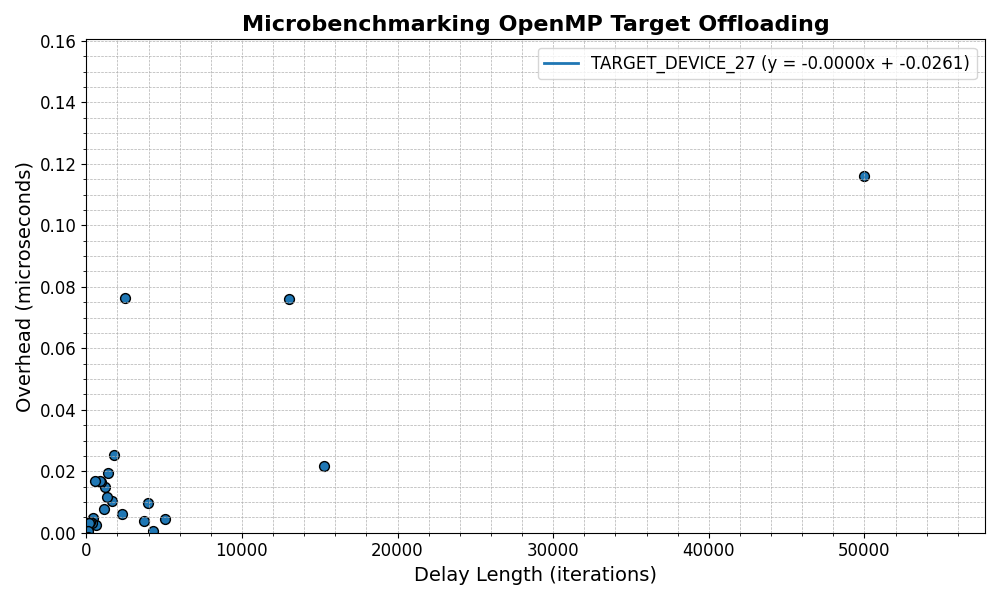 Microbenchmarking OpenMP Target Offloading
TARGET_DEVICE_27 (y = -0.0000x + -0.0261)
Overhead (microseconds)
0.16
0.14
0.12
0.10
0.08
0.06
0.04
0.02
0.00
0 10000 20000 30000 40000 50000
Delay Length (iterations)